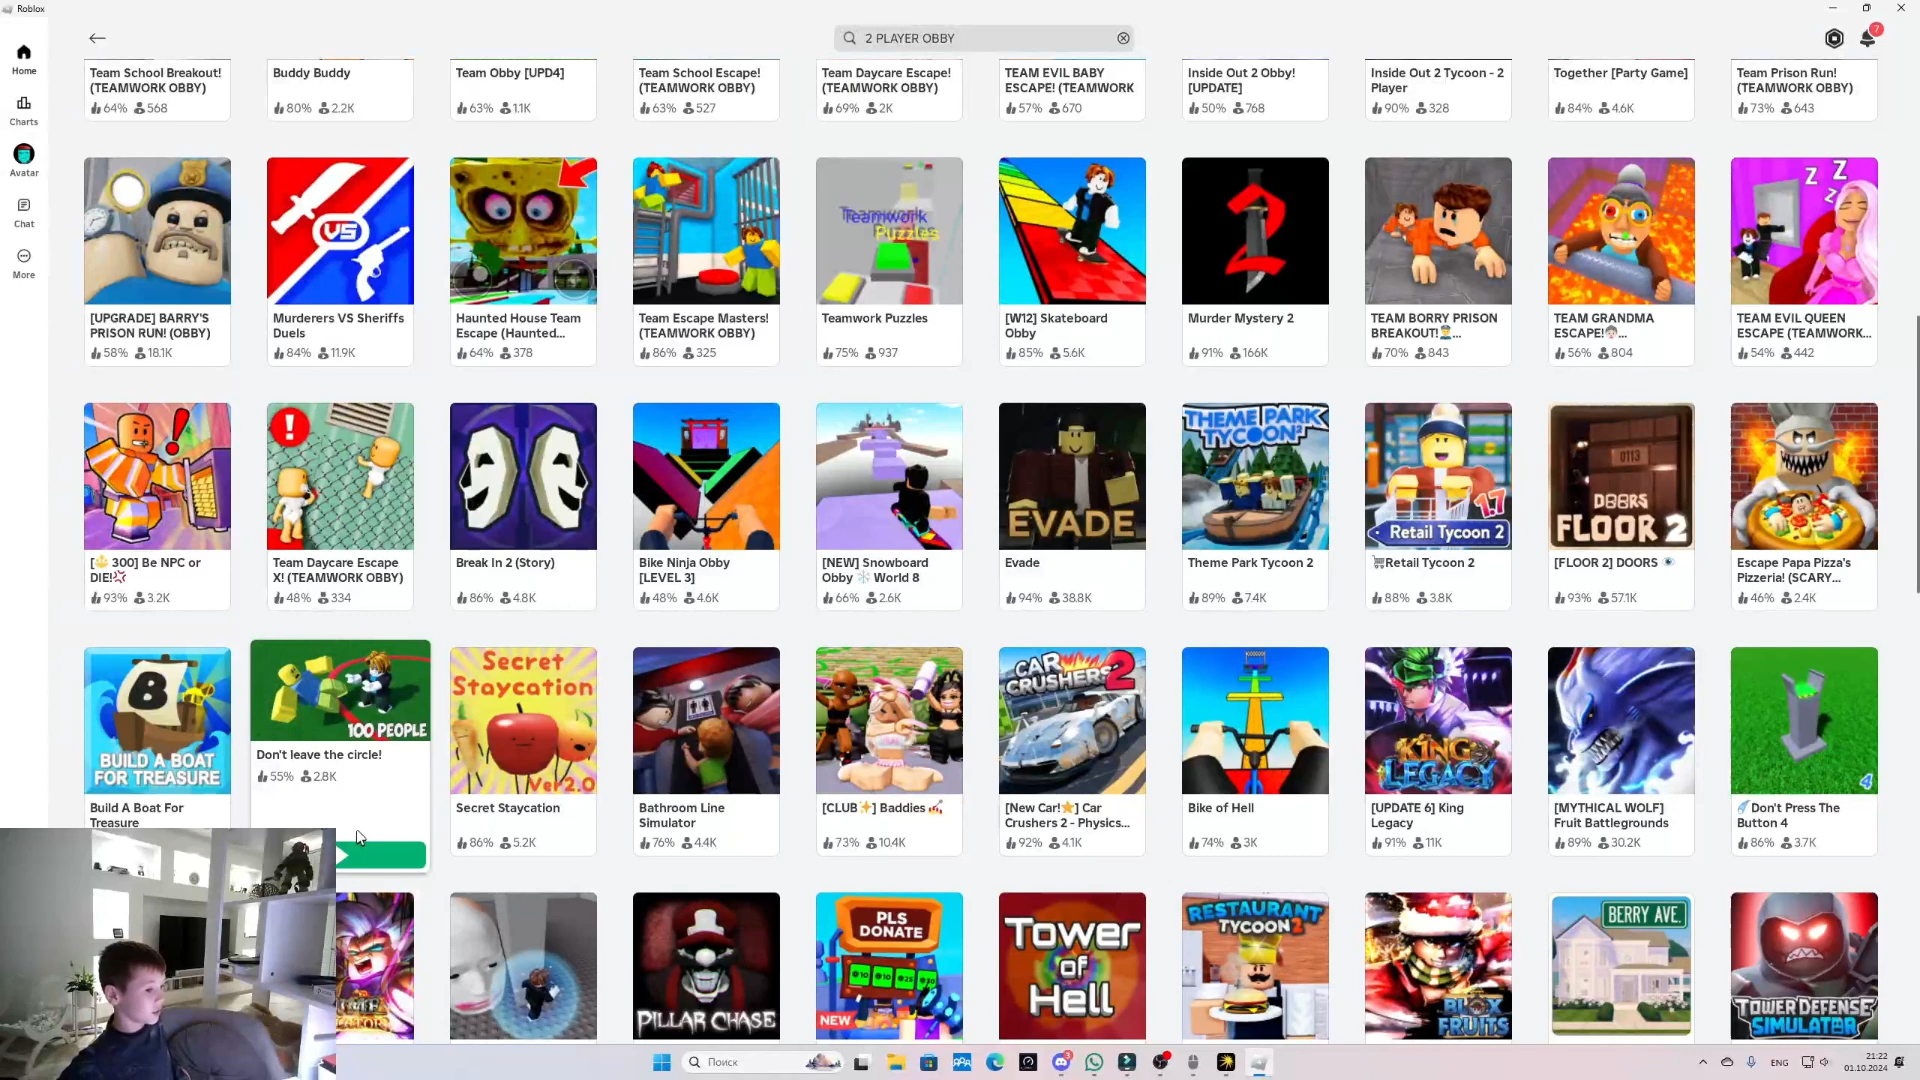 Roblox
2 PLAYER OBBY
7
Home
Charts
Avatar
Chat
More
Team School Breakout! (TEAMWORK OBBY)
64% 568
Buddy Buddy
80% 2.2K
Team Obby [UPD4]
63% 1.1K
Team School Escape! (TEAMWORK OBBY)
63% 527
Team Daycare Escape! (TEAMWORK OBBY)
69% 2K
TEAM EVIL BABY ESCAPE! (TEAMWORK
57% 670
Inside Out 2 Obby! [UPDATE]
50% 768
Inside Out 2 Tycoon - 2 Player
90% 328
Together [Party Game]
84% 4.6K
Team Prison Run! (TEAMWORK OBBY)
73% 643
VS
Teamwork
Puzzles
2
Z Z Z
[UPGRADE] BARRY'S PRISON RUN! (OBBY)
58% 18.1K
Murderers VS Sheriffs Duels
84% 11.9K
Haunted House Team Escape (Haunted...
64% 378
Team Escape Masters! (TEAMWORK OBBY)
86% 325
Teamwork Puzzles
75% 937
[W12] Skateboard Obby
85% 5.6K
Murder Mystery 2
91% 166K
TEAM BORRY PRISON BREAKOUT!...
70% 843
TEAM GRANDMA ESCAPE!...
56% 804
TEAM EVIL QUEEN ESCAPE (TEAMWORK...
54% 442
EVADE
THEME PARK TYCOON 2
1.7
Retail Tycoon 2
0113
DOORS
FLOOR 2
[300] Be NPC or DIE!
93% 3.2K
Team Daycare Escape X! (TEAMWORK OBBY)
48% 334
Break In 2 (Story)
86% 4.8K
Bike Ninja Obby [LEVEL 3]
48% 4.6K
[NEW] Snowboard Obby World 8
66% 2.6K
Evade
94% 38.8K
Theme Park Tycoon 2
89% 7.4K
Retail Tycoon 2
88% 3.8K
[FLOOR 2] DOORS
93% 57.1K
Escape Papa Pizza's Pizzeria! (SCARY...
46% 2.4K
B
BUILD A BOAT FOR TREASURE
100 PEOPLE
Secret Staycation
Ver2.0
CAR CRUSHERS 2
KING LEGACY
4
Build A Boat For Treasure
Don't leave the circle!
55% 2.8K
Secret Staycation
86% 5.2K
Bathroom Line Simulator
76% 4.4K
[CLUB] Baddies
73% 10.4K
[New Car!] Car Crushers 2 - Physics...
92% 4.1K
Bike of Hell
74% 3K
[UPDATE 6] King Legacy
91% 11K
[MYTHICAL WOLF] Fruit Battlegrounds
89% 30.2K
Don't Press The Button 4
86% 3.7K
PILLAR CHASE
PLS DONATE
NEW
Tower of Hell
RESTAURANT TYCOON 2
BLOX FRUITS
BERRY AVE.
TOWER DEFENSE SIMULATOR
Поиск
3
ENG
21:22
01.10.2024